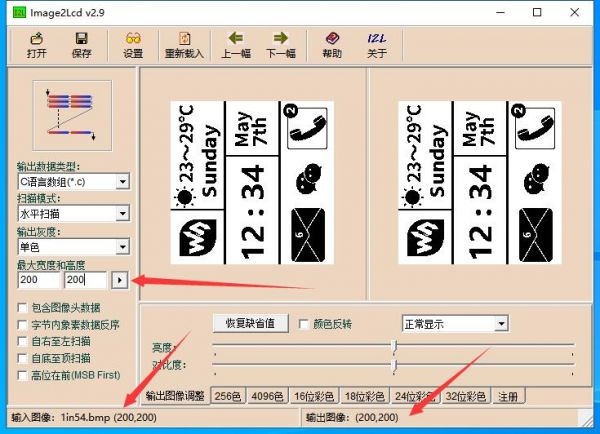 Image2Lcd v2.9
打开
保存
设置
重新载入
上一幅
下一幅
帮助
关于
输出数据类型:
C语言数组(*.c)
扫描模式:
水平扫描
输出灰度:
单色
最大宽度和高度
200
200
包含图像头数据
字节内象素数据反序
自右至左扫描
自底至顶扫描
高位在前(MSB First)
23~29°C
Sunday
May
7th
12:34
2
6
23~29°C
Sunday
May
7th
12:34
2
6
恢复缺省值
颜色反转
正常显示
亮度:
对比度:
输出图像调整
256色
4096色
16位彩色
18位彩色
24位彩色
32位彩色
注册
输入图像: 1in54.bmp (200,200)
输出图像: (200,200)